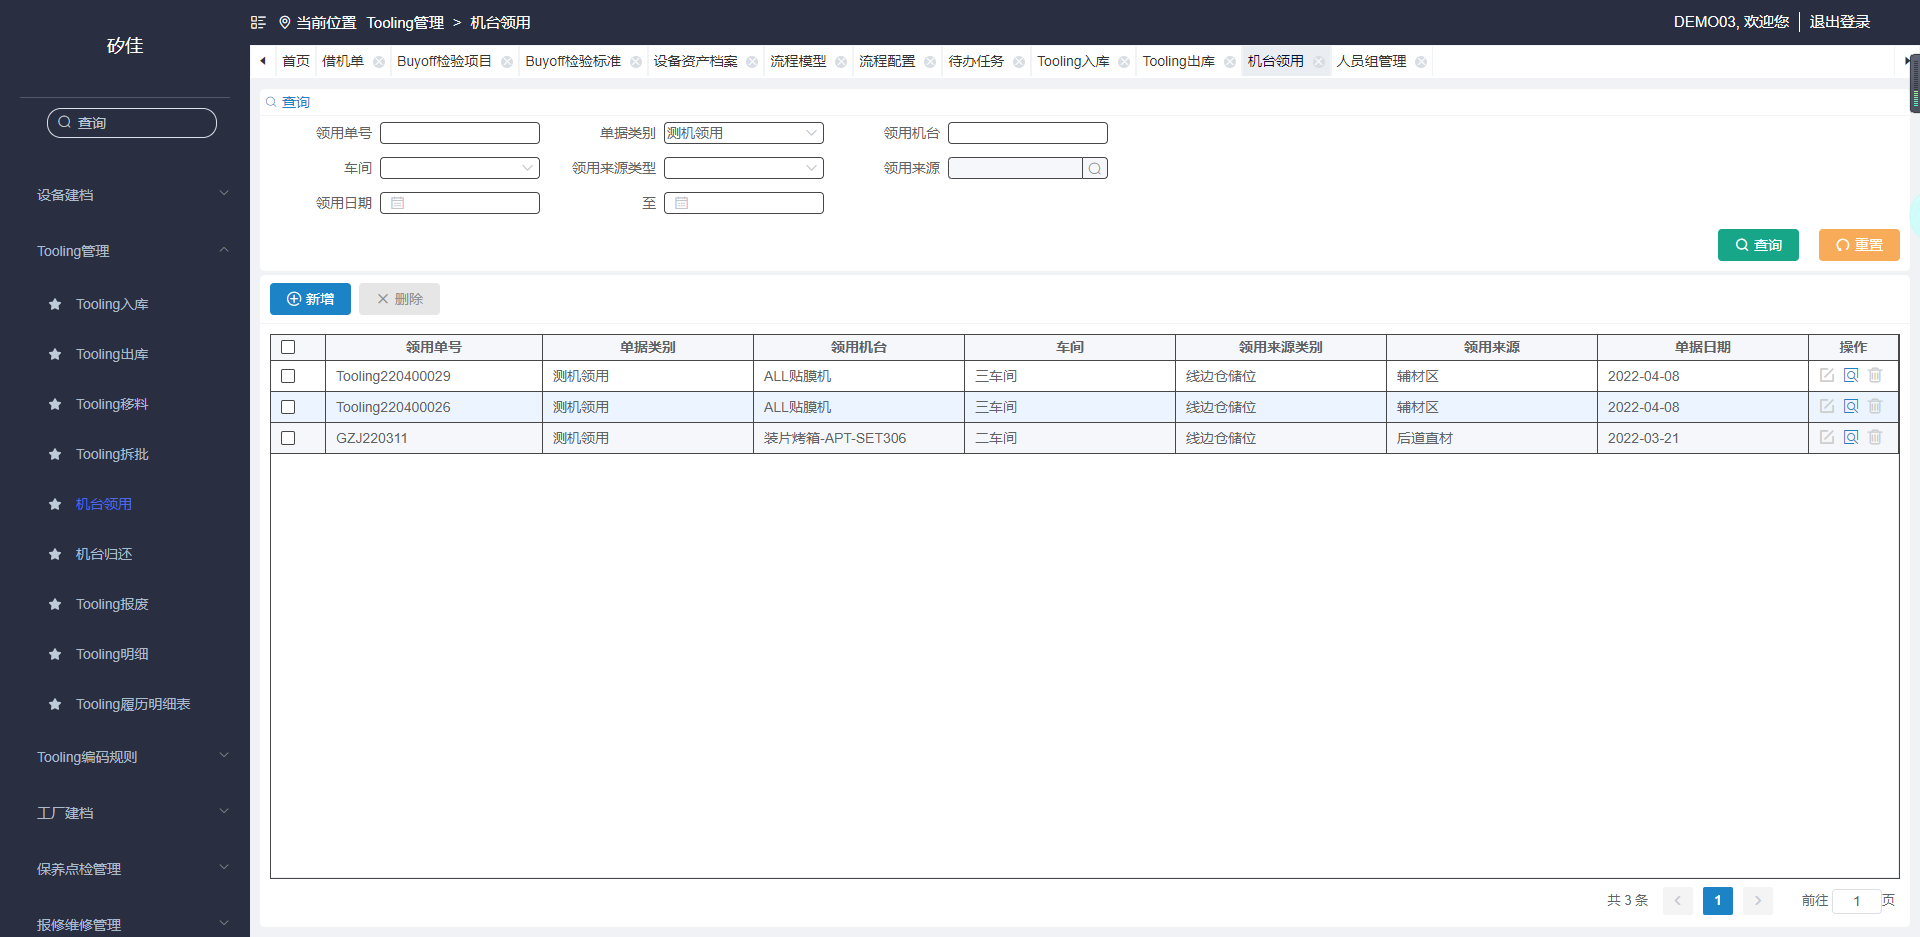 矽佳
查询
设备建档
Tooling管理
Tooling入库
Tooling出库
Tooling移料
Tooling拆批
机台领用
机台归还
Tooling报废
Tooling明细
Tooling履历明细表
Tooling编码规则
工厂建档
保养点检管理
报修维修管理
当前位置 Tooling管理 > 机台领用
DEMO03, 欢迎您 退出登录
首页 借机单 Buyoff检验项目 Buyoff检验标准 设备资产档案 流程模型 流程配置 待办任务 Tooling入库 Tooling出库 机台领用 人员组管理
查询
领用单号 单据类别 测机领用 领用机台
车间 领用来源类型 领用来源
领用日期 至
查询 重置
新增 删除
领用单号 单据类别 领用机台 车间 领用来源类别 领用来源 单据日期 操作
Tooling220400029 测机领用 ALL贴膜机 三车间 线边仓储位 辅材区 2022-04-08
Tooling220400026 测机领用 ALL贴膜机 三车间 线边仓储位 辅材区 2022-04-08
GZJ220311 测机领用 装片烤箱-APT-SET306 二车间 线边仓储位 后道直材 2022-03-21
共 3 条 1 前往 1 页